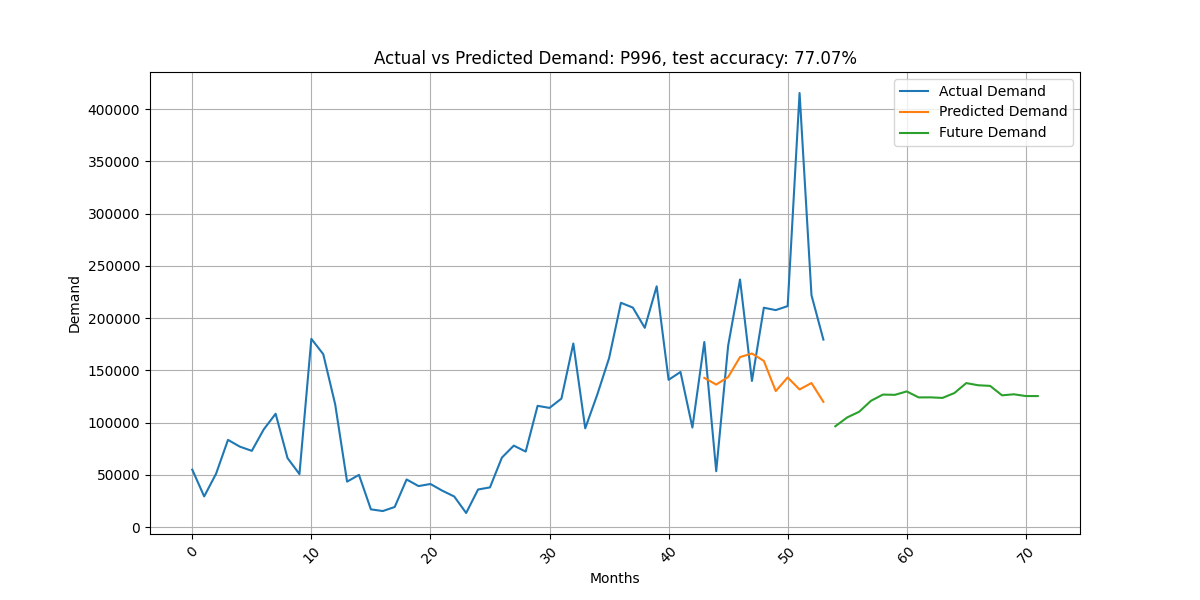 Actual vs Predicted Demand: P996, test accuracy: 77.07%
Actual Demand
Predicted Demand
Future Demand
400000
350000
300000
250000
200000
150000
100000
50000
0
Demand
0
10
20
30
40
50
60
70
Months